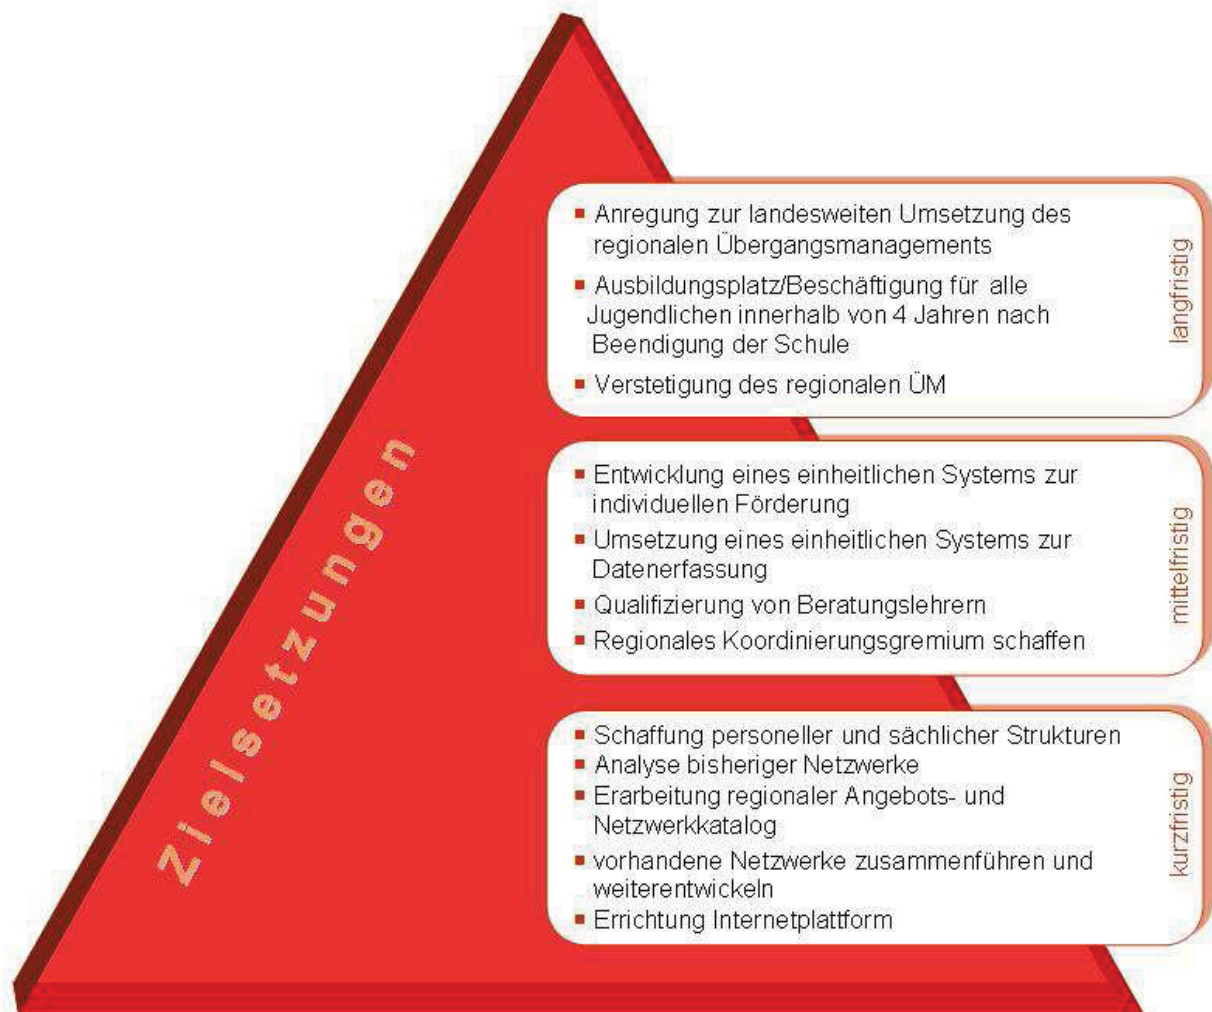 ▪ Anregung zur landesweiten Umsetzung des
regionalen Übergangsmanagements
▪ Ausbildungsplatz/Beschäftigung für alle
Jugendlichen innerhalb von 4 Jahren nach
Beendigung der Schule
▪ Verstetigung des regionalen ÜM
langfristig
▪ Entwicklung eines einheitlichen Systems zur
individuellen Förderung
▪ Umsetzung eines einheitlichen Systems zur
Datenerfassung
▪ Qualifizierung von Beratungslehrern
▪ Regionales Koordinierungsgremium schaffen
mittelfristig
Zielsetzungen
▪ Schaffung personeller und sächlicher Strukturen
▪ Analyse bisheriger Netzwerke
▪ Erarbeitung regionaler Angebots- und
Netzwerkkatalog
▪ vorhandene Netzwerke zusammenführen und
weiterentwickeln
▪ Errichtung Internetplattform
kurzfristig